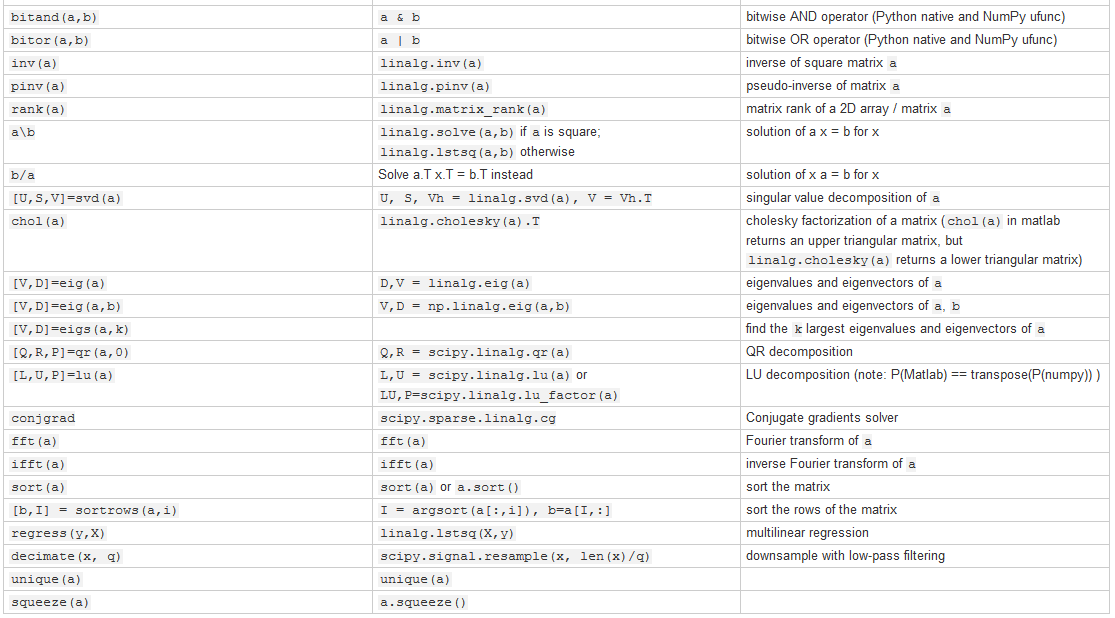 bitand(a,b) a & b bitwise AND operator (Python native and NumPy ufunc)
bitor(a,b) a | b bitwise OR operator (Python native and NumPy ufunc)
inv(a) linalg.inv(a) inverse of square matrix a
pinv(a) linalg.pinv(a) pseudo-inverse of matrix a
rank(a) linalg.matrix_rank(a) matrix rank of a 2D array / matrix a
a\b linalg.solve(a,b) if a is square; solution of a x = b for x
linalg.lstsq(a,b) otherwise
b/a Solve a.T x.T = b.T instead solution of x a = b for x
[U,S,V]=svd(a) U, S, Vh = linalg.svd(a), V = Vh.T singular value decomposition of a
chol(a) linalg.cholesky(a).T cholesky factorization of a matrix (chol(a) in matlab
returns an upper triangular matrix, but
linalg.cholesky(a) returns a lower triangular matrix)
[V,D]=eig(a) D,V = linalg.eig(a) eigenvalues and eigenvectors of a
[V,D]=eig(a,b) V,D = np.linalg.eig(a,b) eigenvalues and eigenvectors of a, b
[V,D]=eigs(a,k) find the k largest eigenvalues and eigenvectors of a
[Q,R,P]=qr(a,0) Q,R = scipy.linalg.qr(a) QR decomposition
[L,U,P]=lu(a) L,U = scipy.linalg.lu(a) or LU decomposition (note: P(Matlab) == transpose(P(numpy)) )
LU,P=scipy.linalg.lu_factor(a)
conjgrad scipy.sparse.linalg.cg Conjugate gradients solver
fft(a) fft(a) Fourier transform of a
ifft(a) ifft(a) inverse Fourier transform of a
sort(a) sort(a) or a.sort() sort the matrix
[b,I] = sortrows(a,i) I = argsort(a[:,i]), b=a[I,:] sort the rows of the matrix
regress(y,X) linalg.lstsq(X,y) multilinear regression
decimate(x, q) scipy.signal.resample(x, len(x)/q) downsample with low-pass filtering
unique(a) unique(a)
squeeze(a) a.squeeze()